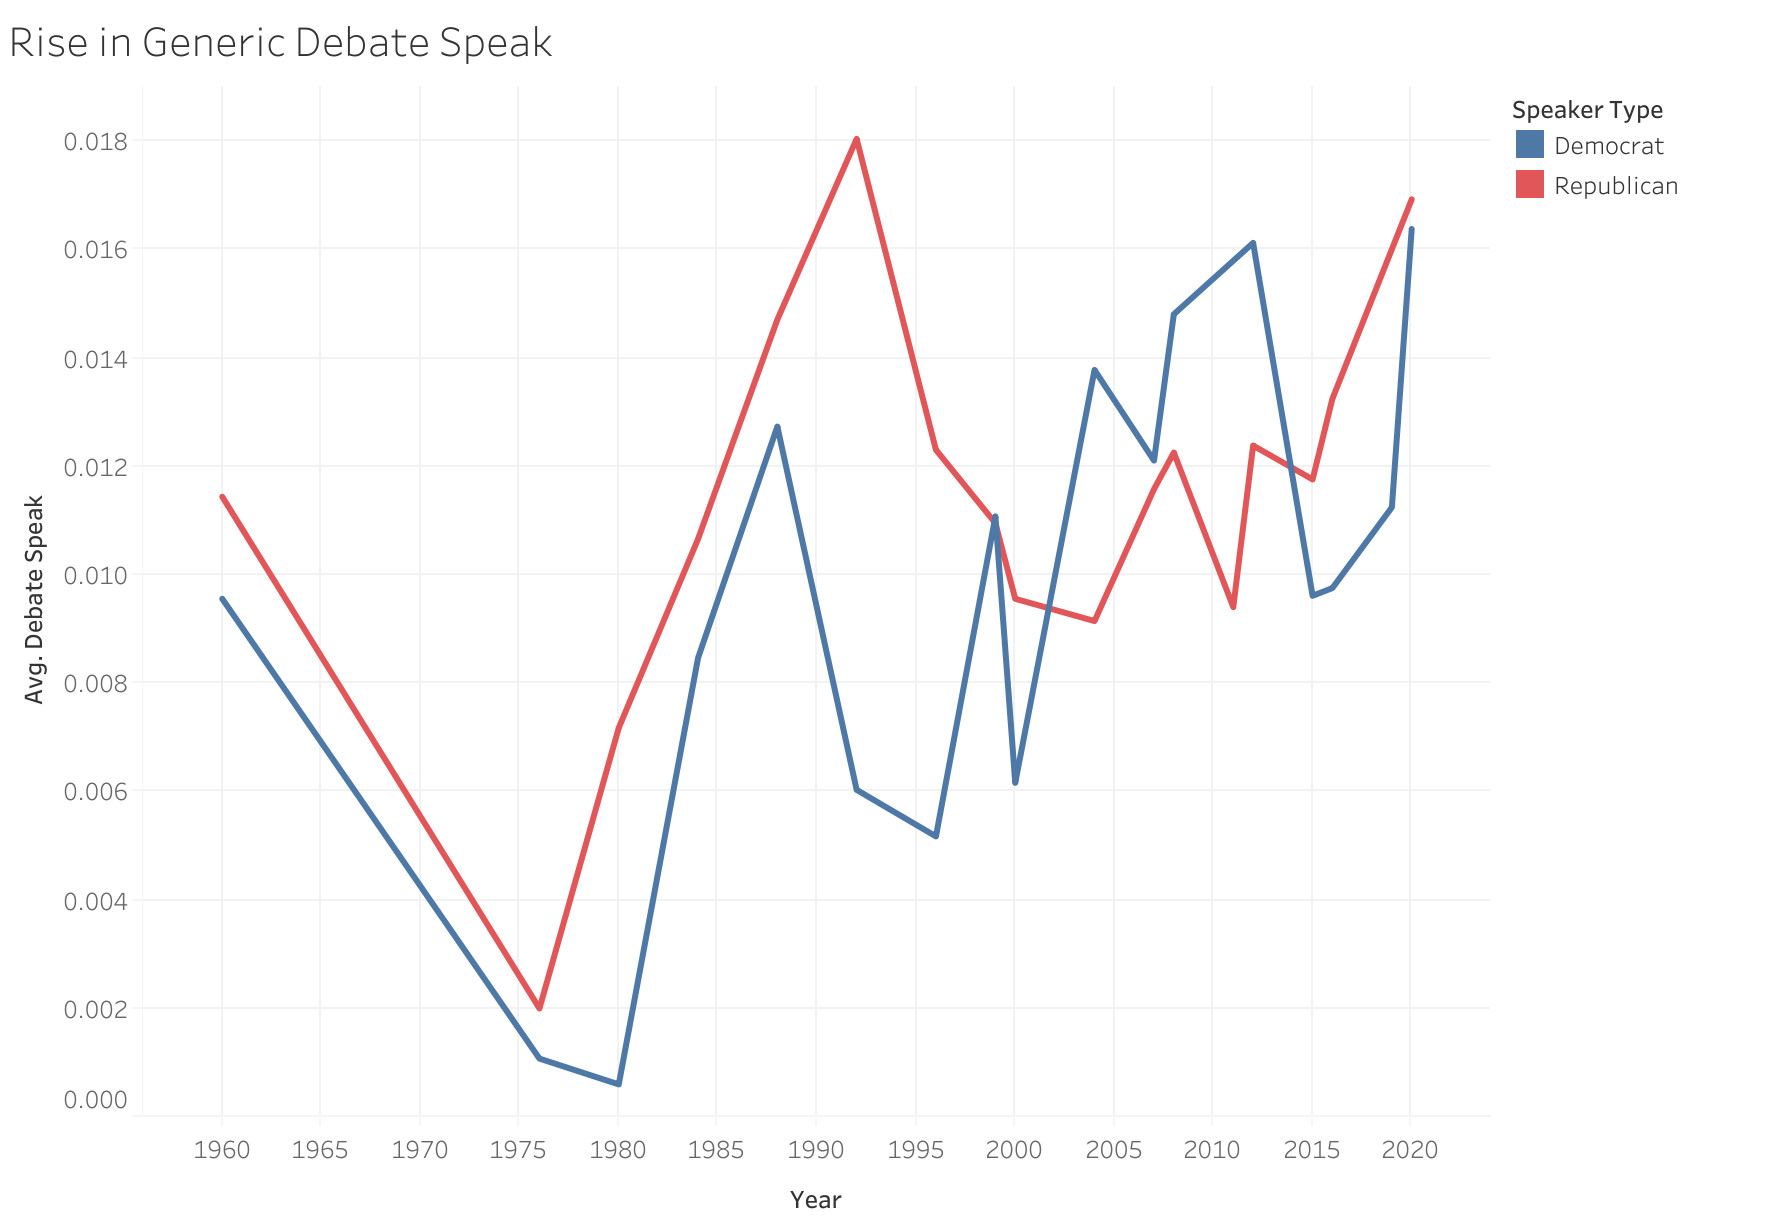 Rise in Generic Debate Speak
Speaker Type
Democrat
Republican
Avg. Debate Speak
0.018
0.016
0.014
0.012
0.010
0.008
0.006
0.004
0.002
0.000
1960 1965 1970 1975 1980 1985 1990 1995 2000 2005 2010 2015 2020
Year